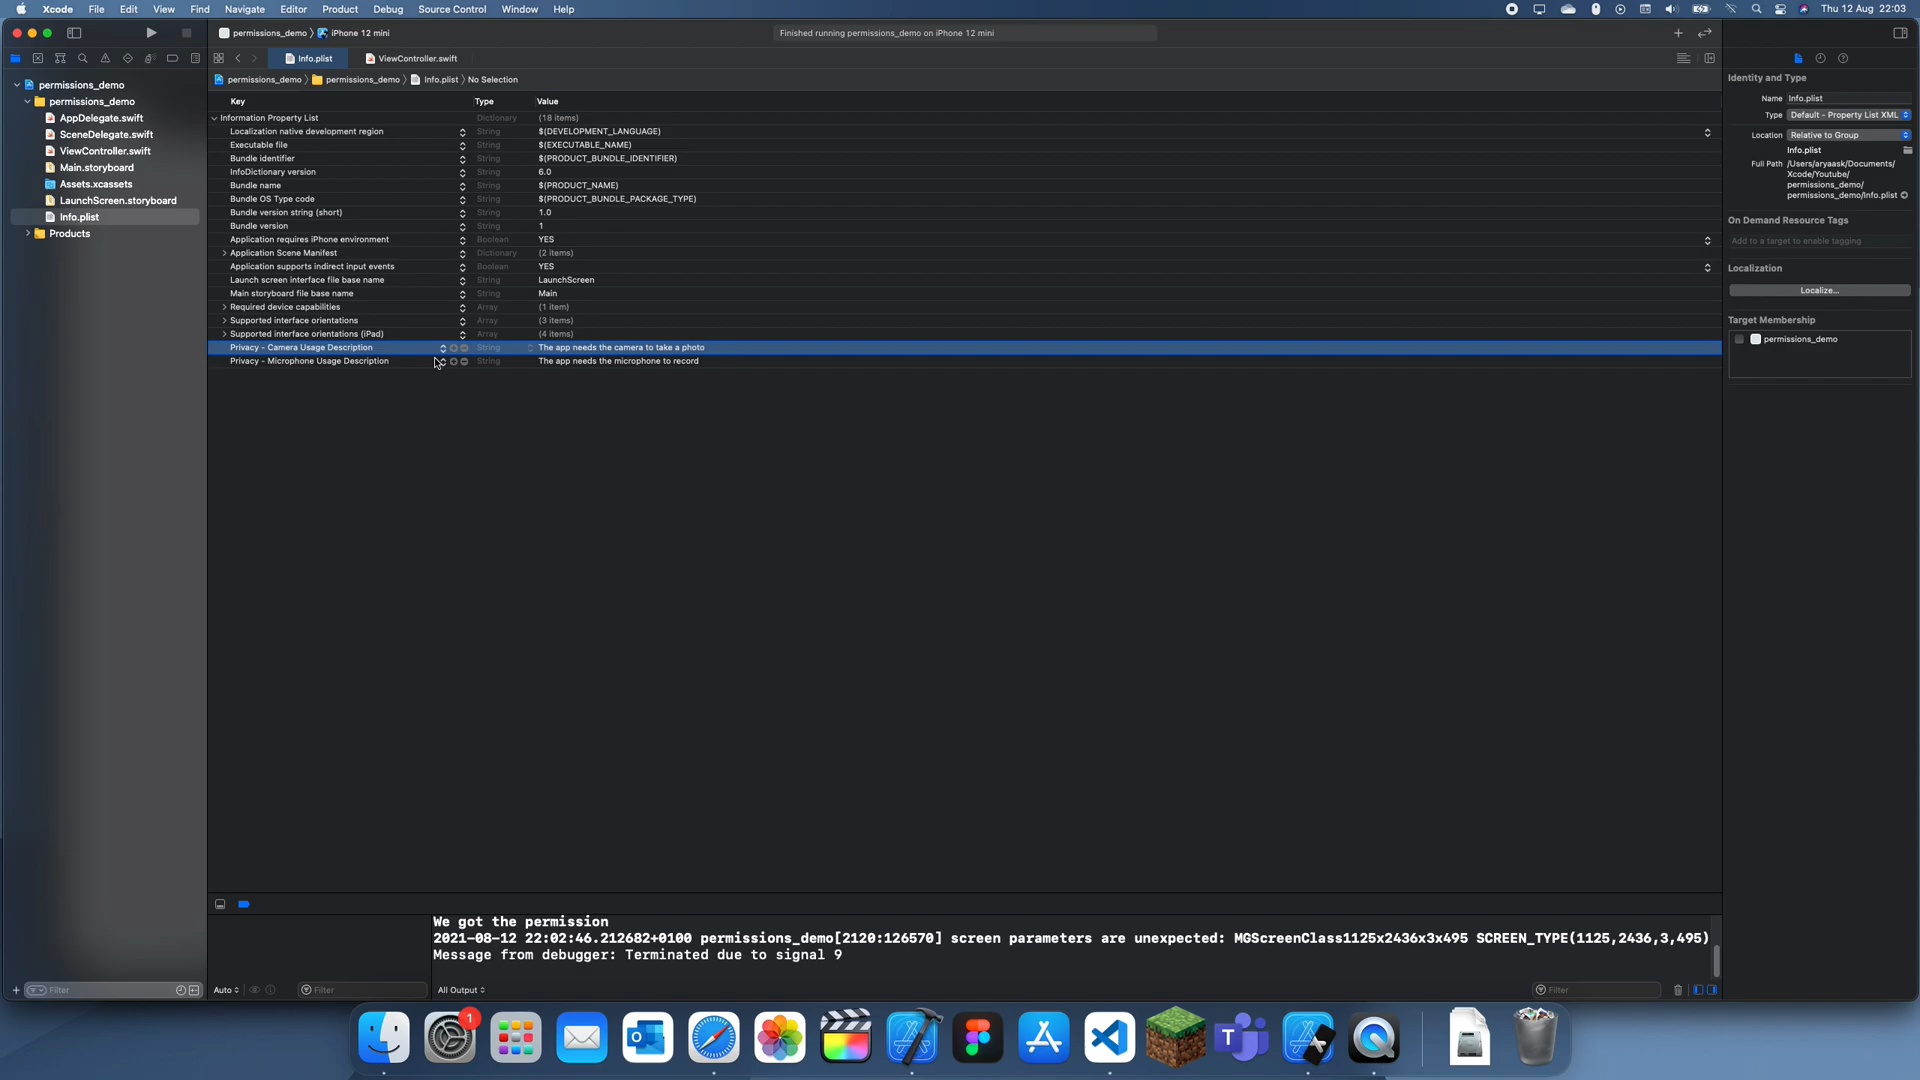 Xcode File Edit View Find Navigate Editor Product Debug Source Control Window Help Thu 12 Aug 22:03
permissions_demo iPhone 12 mini Finished running permissions_demo on iPhone 12 mini
Info.plist ViewController.swift
permissions_demo permissions_demo Info.plist No Selection
permissions_demo
permissions_demo
AppDelegate.swift
SceneDelegate.swift
ViewController.swift
Main.storyboard
Assets.xcassets
LaunchScreen.storyboard
Info.plist
Products
Key Type Value
Information Property List Dictionary (18 items)
Localization native development region String $(DEVELOPMENT_LANGUAGE)
Executable file String $(EXECUTABLE_NAME)
Bundle identifier String $(PRODUCT_BUNDLE_IDENTIFIER)
InfoDictionary version String 6.0
Bundle name String $(PRODUCT_NAME)
Bundle OS Type code String $(PRODUCT_BUNDLE_PACKAGE_TYPE)
Bundle version string (short) String 1.0
Bundle version String 1
Application requires iPhone environment Boolean YES
Application Scene Manifest Dictionary (2 items)
Application supports indirect input events Boolean YES
Launch screen interface file base name String LaunchScreen
Main storyboard file base name String Main
Required device capabilities Array (1 item)
Supported interface orientations Array (3 items)
Supported interface orientations (iPad) Array (4 items)
Privacy - Camera Usage Description String The app needs the camera to take a photo
Privacy - Microphone Usage Description String The app needs the microphone to record
Identity and Type
Name Info.plist
Type Default - Property List XML
Location Relative to Group
Info.plist
Full Path /Users/aryaask/Documents/
Xcode/Youtube/
permissions_demo/
permissions_demo/Info.plist
On Demand Resource Tags
Add to a target to enable tagging
Localization
Localize...
Target Membership
permissions_demo
We got the permission
2021-08-12 22:02:46.212682+0100 permissions_demo[2120:126570] screen parameters are unexpected: MGScreenClass1125x2436x3x495 SCREEN_TYPE(1125,2436,3,495)
Message from debugger: Terminated due to signal 9
Filter Auto Filter All Output Filter
1